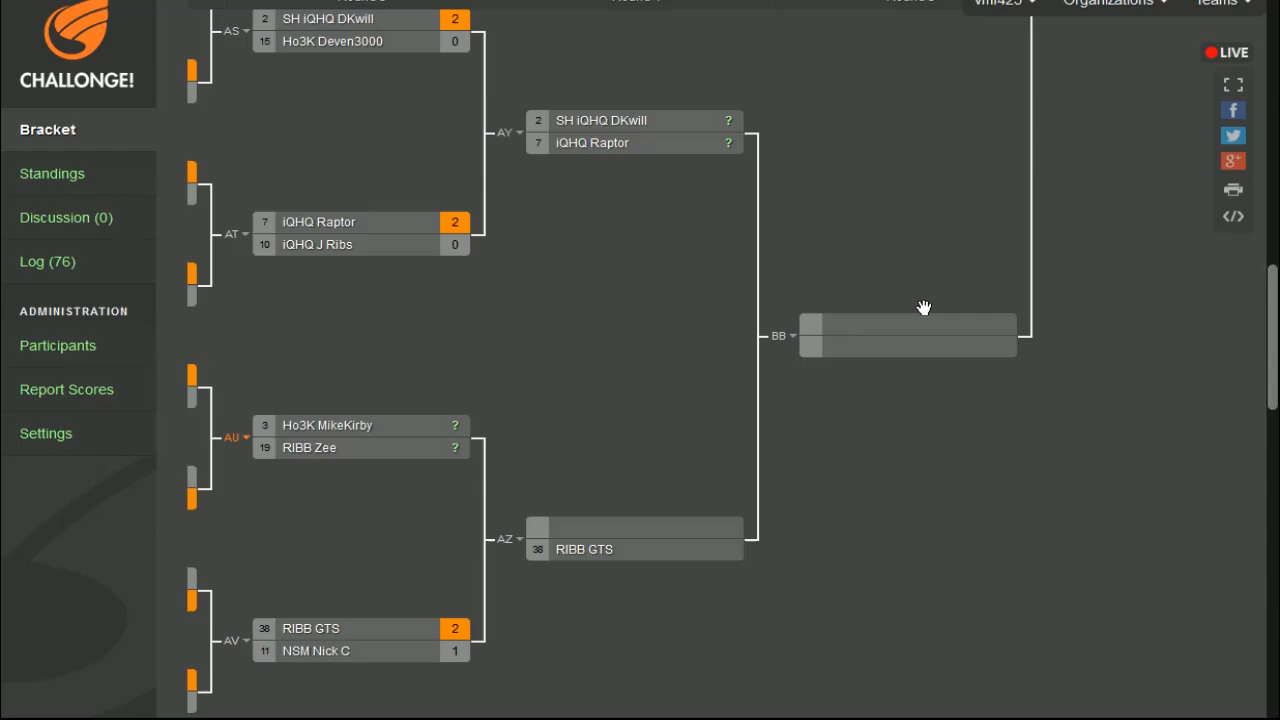 CHALLONGE!
Bracket
Standings
Discussion (0)
Log (76)
ADMINISTRATION
Participants
Report Scores
Settings
AS
2 SH iQHQ DKwill 2
15 Ho3K Deven3000 0
AT
7 iQHQ Raptor 2
10 iQHQ J Ribs 0
AU
3 Ho3K MikeKirby ?
19 RIBB Zee ?
AV
38 RIBB GTS 2
11 NSM Nick C 1
AY
2 SH iQHQ DKwill ?
7 iQHQ Raptor ?
AZ
38 RIBB GTS
BB
vmf425
Organizations
Teams
LIVE